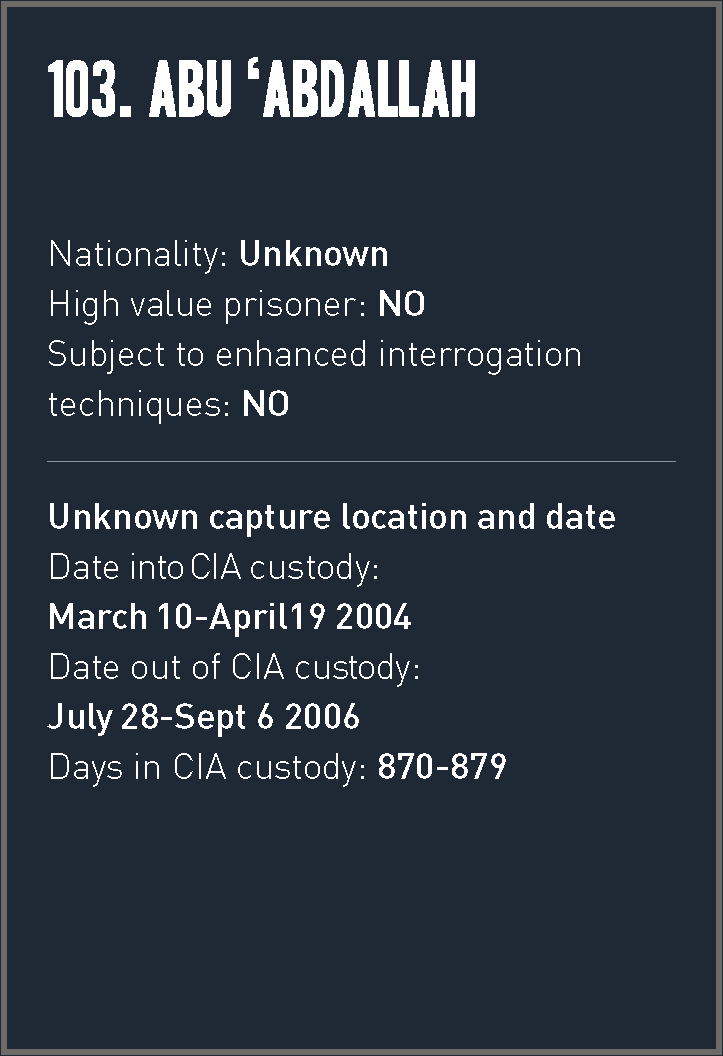 103. ABU ‘ABDALLAH
Nationality: Unknown
High value prisoner: NO
Subject to enhanced interrogation
techniques: NO
Unknown capture location and date
Date into CIA custody:
March 10-April19 2004
Date out of CIA custody:
July 28-Sept 6 2006
Days in CIA custody: 870-879